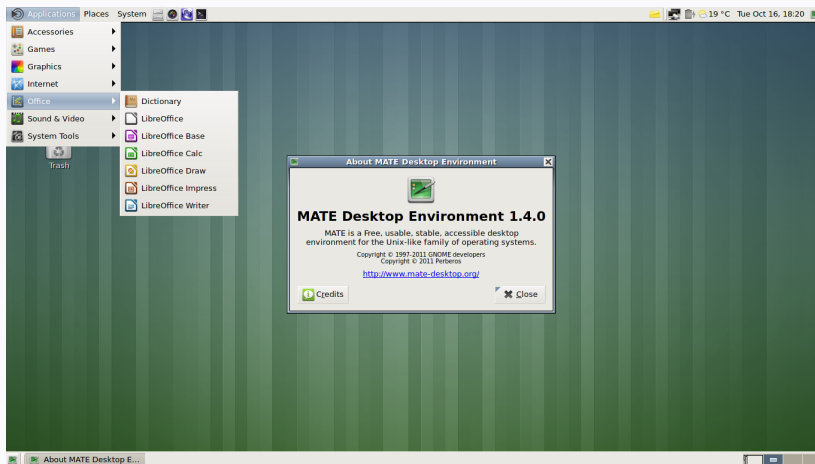 Applications Places System
19 °C Tue Oct 16, 18:20
Accessories
Games
Graphics
Internet
Office
Sound & Video
System Tools
Dictionary
LibreOffice
LibreOffice Base
LibreOffice Calc
LibreOffice Draw
LibreOffice Impress
LibreOffice Writer
Trash
About MATE Desktop Environment
MATE Desktop Environment 1.4.0
MATE is a Free, usable, stable, accessible desktop
environment for the Unix-like family of operating systems.
Copyright © 1997-2011 GNOME developers
Copyright © 2011 Perberos
http://www.mate-desktop.org/
Credits
Close
About MATE Desktop E...